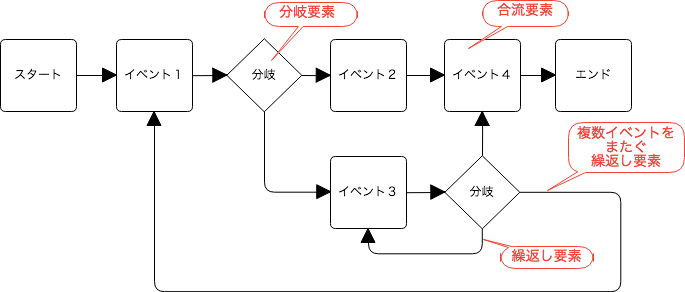 分岐要素
合流要素
スタート
イベント１
分岐
イベント２
イベント４
エンド
複数イベントを
またぐ
繰返し要素
イベント３
分岐
繰返し要素